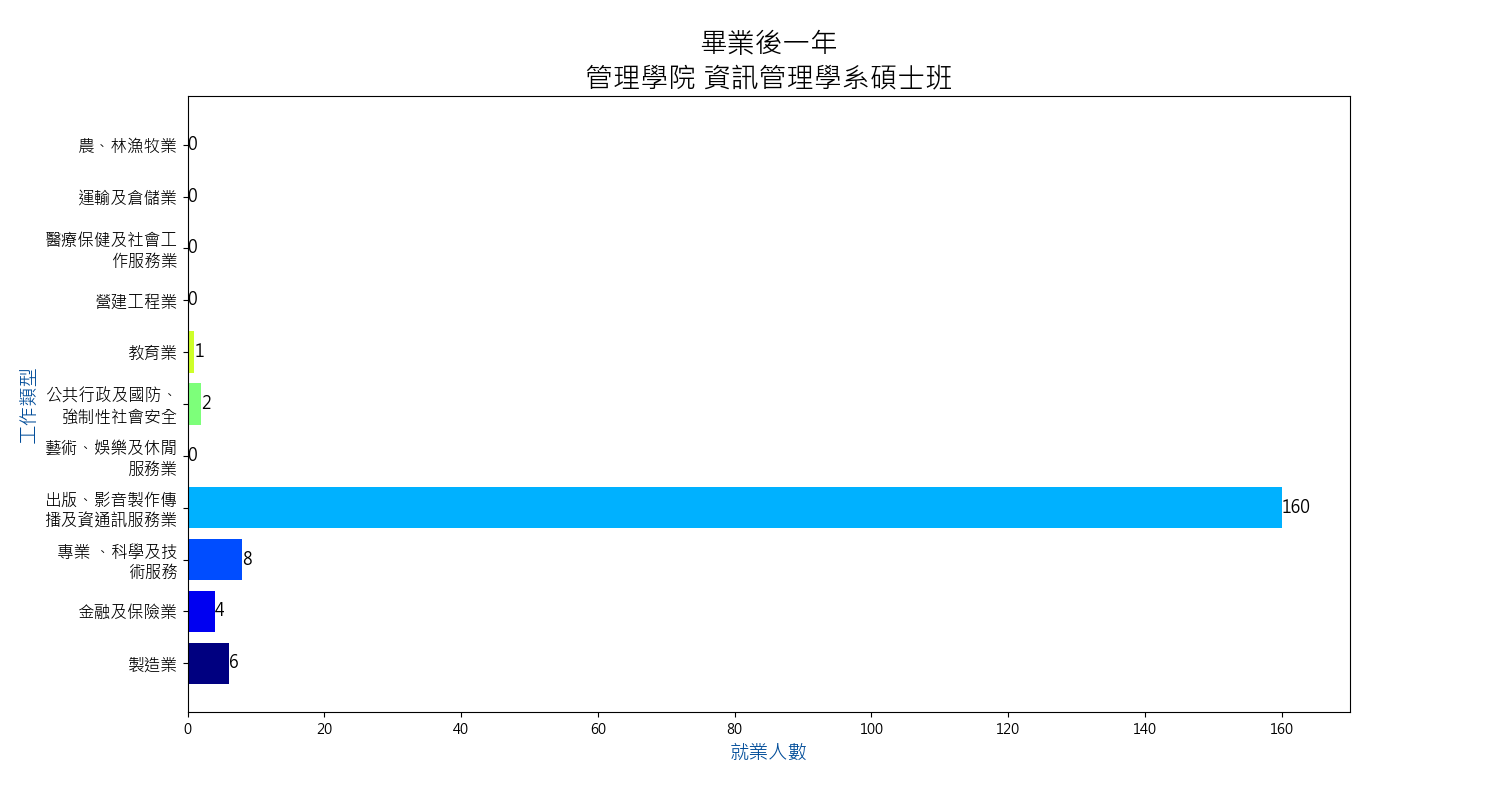 畢業後一年
管理學院 資訊管理學系碩士班
農、林漁牧業
0
運輸及倉儲業
0
醫療保健及社會工
作服務業
0
營建工程業
0
教育業
1
公共行政及國防、
強制性社會安全
2
藝術、娛樂及休閒
服務業
0
出版、影音製作傳
播及資通訊服務業
160
專業 、科學及技
術服務
8
金融及保險業
4
製造業
6
工作類型
0 20 40 60 80 100 120 140 160
就業人數